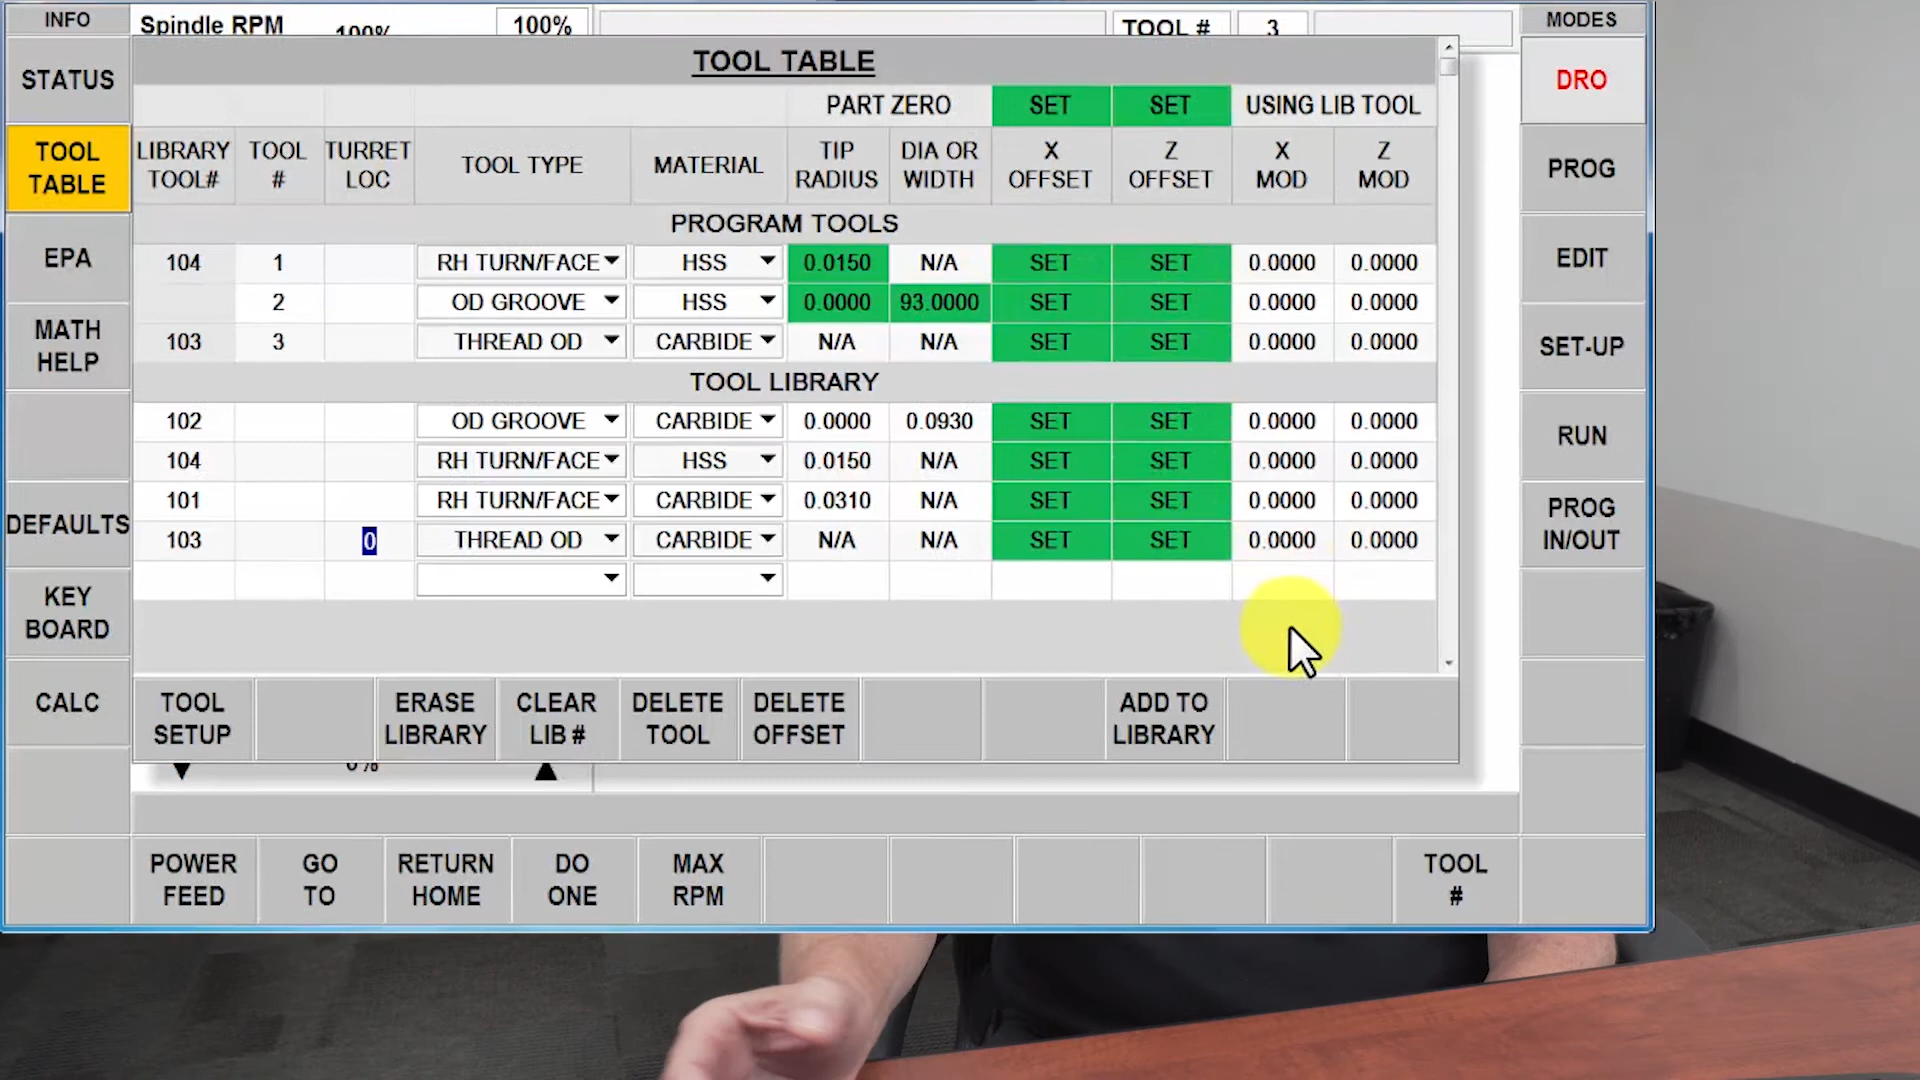 INFO
Spindle RPM 100% 100% TOOL # 3
MODES
STATUS
TOOL TABLE
EPA
MATH HELP
DEFAULTS
KEY BOARD
CALC
TOOL TABLE
PART ZERO SET SET USING LIB TOOL
LIBRARY TOOL# TOOL # TURRET LOC TOOL TYPE MATERIAL TIP RADIUS DIA OR WIDTH X OFFSET Z OFFSET X MOD Z MOD
PROGRAM TOOLS
104 1 RH TURN/FACE HSS 0.0150 N/A SET SET 0.0000 0.0000
2 OD GROOVE HSS 0.0000 93.0000 SET SET 0.0000 0.0000
103 3 THREAD OD CARBIDE N/A N/A SET SET 0.0000 0.0000
TOOL LIBRARY
102 OD GROOVE CARBIDE 0.0000 0.0930 SET SET 0.0000 0.0000
104 RH TURN/FACE HSS 0.0150 N/A SET SET 0.0000 0.0000
101 RH TURN/FACE CARBIDE 0.0310 N/A SET SET 0.0000 0.0000
103 0 THREAD OD CARBIDE N/A N/A SET SET 0.0000 0.0000
TOOL SETUP
ERASE LIBRARY
CLEAR LIB #
DELETE TOOL
DELETE OFFSET
ADD TO LIBRARY
0%
DRO
PROG
EDIT
SET-UP
RUN
PROG IN/OUT
POWER FEED
GO TO
RETURN HOME
DO ONE
MAX RPM
TOOL #